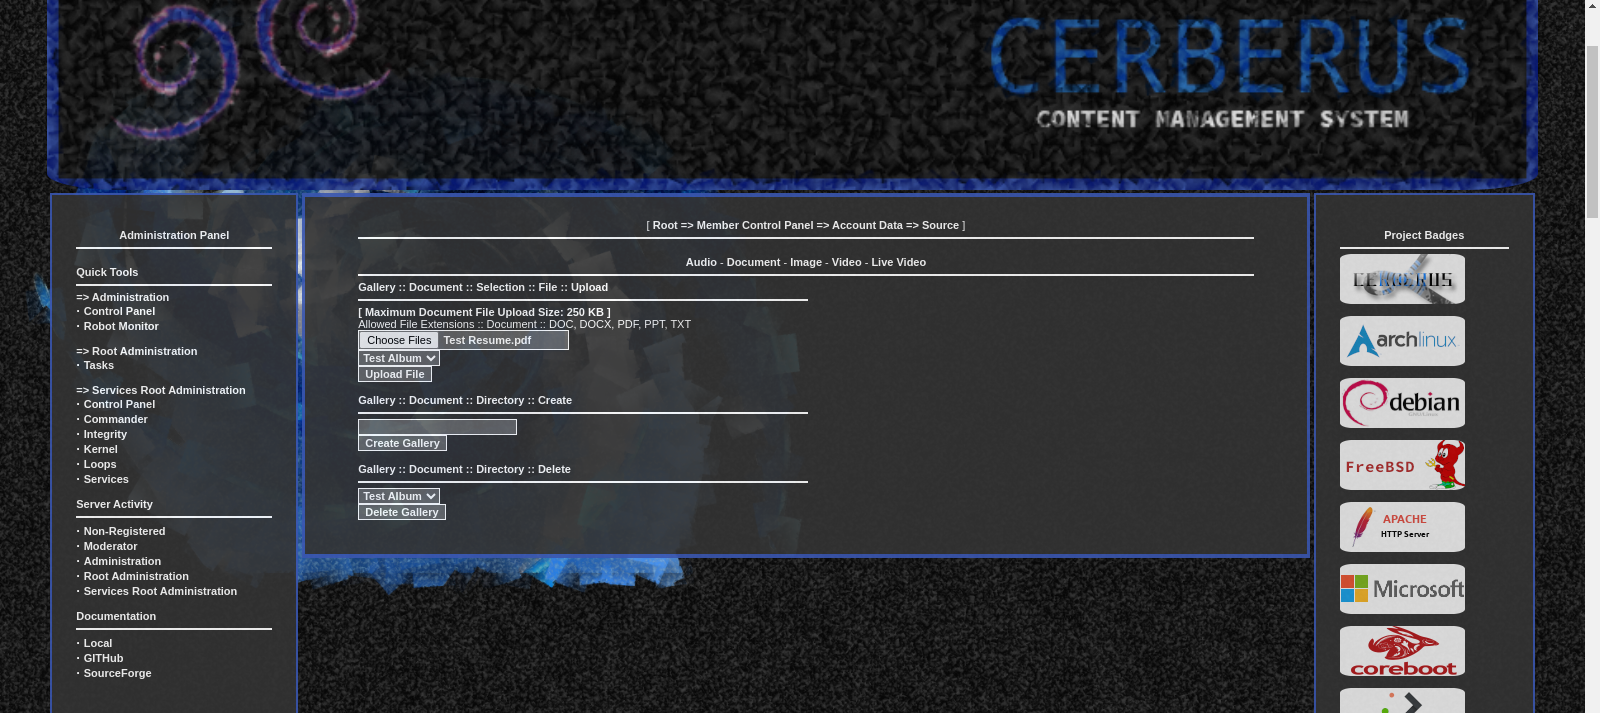 CERBERUS
CONTENT MANAGEMENT SYSTEM
Administration Panel
Quick Tools
=> Administration
· Control Panel
· Robot Monitor
=> Root Administration
· Tasks
=> Services Root Administration
· Control Panel
· Commander
· Integrity
· Kernel
· Loops
· Services
Server Activity
· Non-Registered
· Moderator
· Administration
· Root Administration
· Services Root Administration
Documentation
· Local
· GITHub
· SourceForge
[ Root => Member Control Panel => Account Data => Source ]
Audio - Document - Image - Video - Live Video
Gallery :: Document :: Selection :: File :: Upload
[ Maximum Document File Upload Size: 250 KB ]
Allowed File Extensions :: Document :: DOC, DOCX, PDF, PPT, TXT
Choose Files Test Resume.pdf
Test Album
Upload File
Gallery :: Document :: Directory :: Create
Create Gallery
Gallery :: Document :: Directory :: Delete
Test Album
Delete Gallery
Project Badges
CERBERUS
archlinux
debian
FreeBSD
APACHE
HTTP Server
Microsoft
coreboot